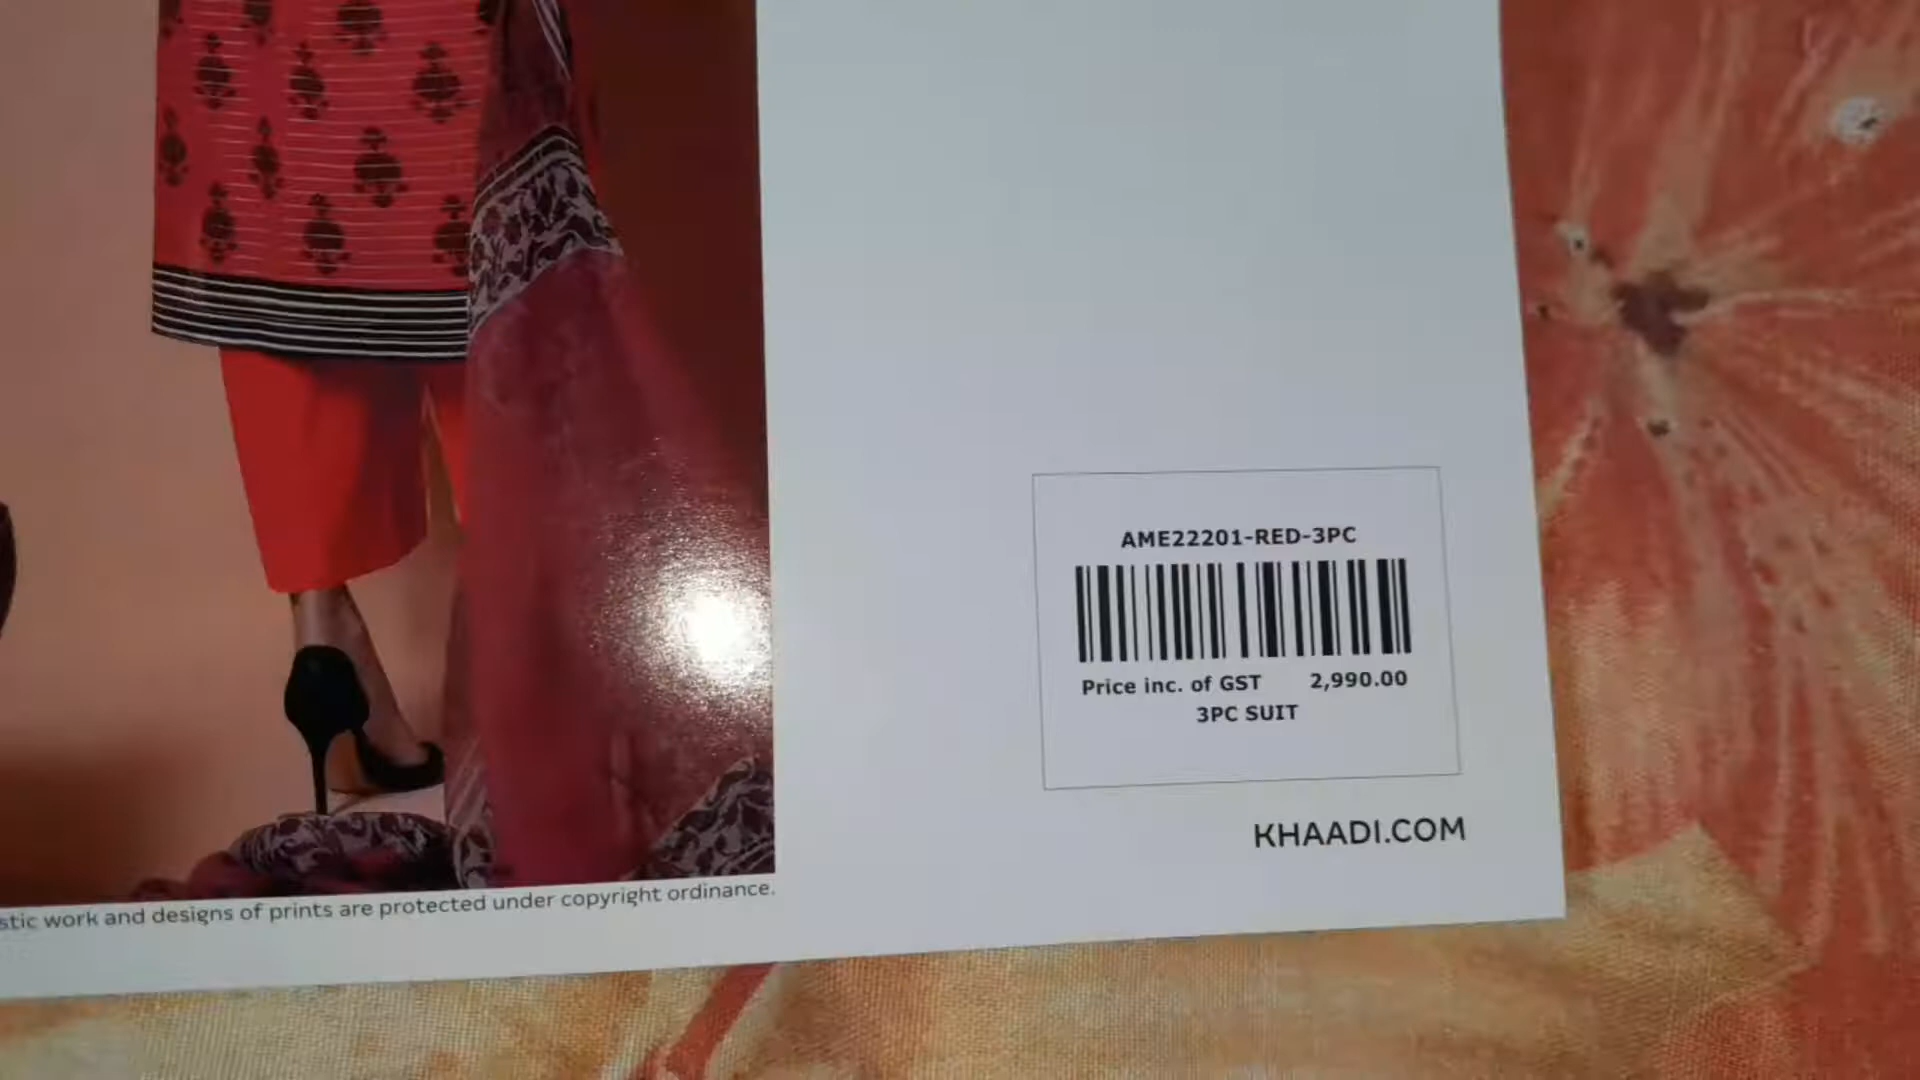 AME22201-RED-3PC
Price inc. of GST 2,990.00
3PC SUIT
KHAADI.COM
work and designs of prints are protected under copyright ordinance.